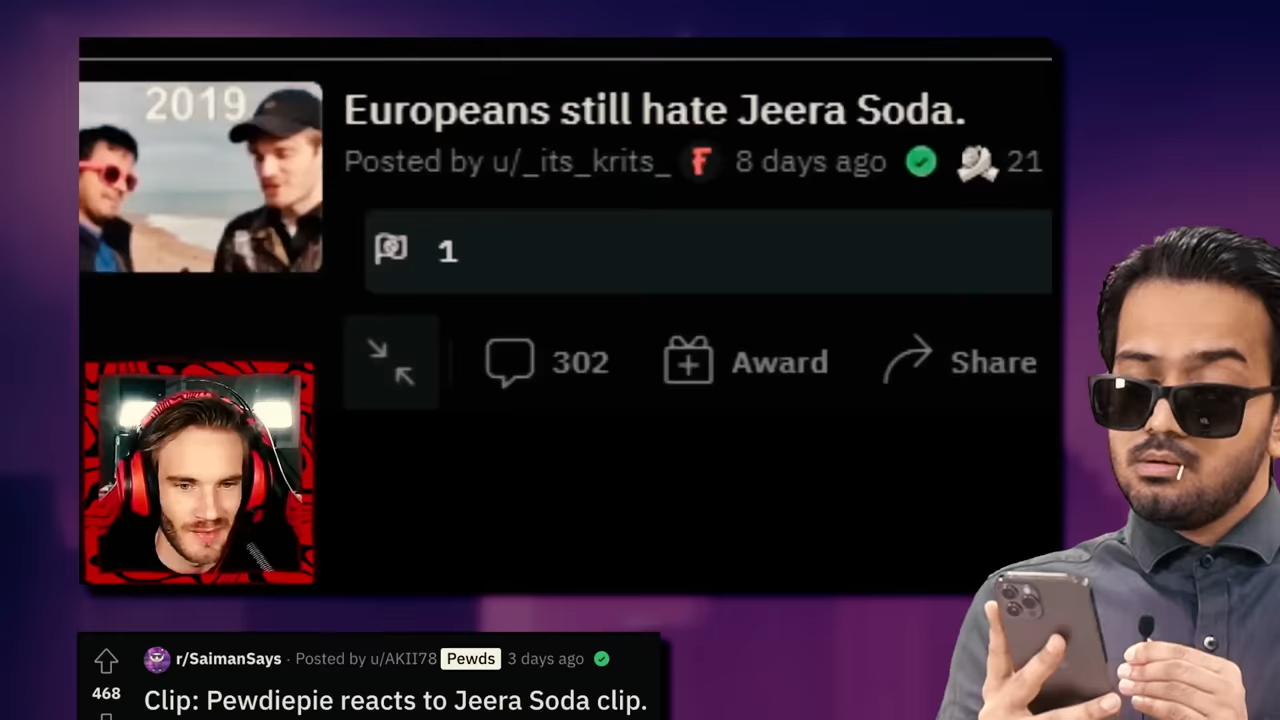 2019
Europeans still hate Jeera Soda.
Posted by u/_its_krits_ F 8 days ago 21
1
302 Award Share
r/SaimanSays · Posted by u/AKII78 Pewds 3 days ago
468
Clip: Pewdiepie reacts to Jeera Soda clip.